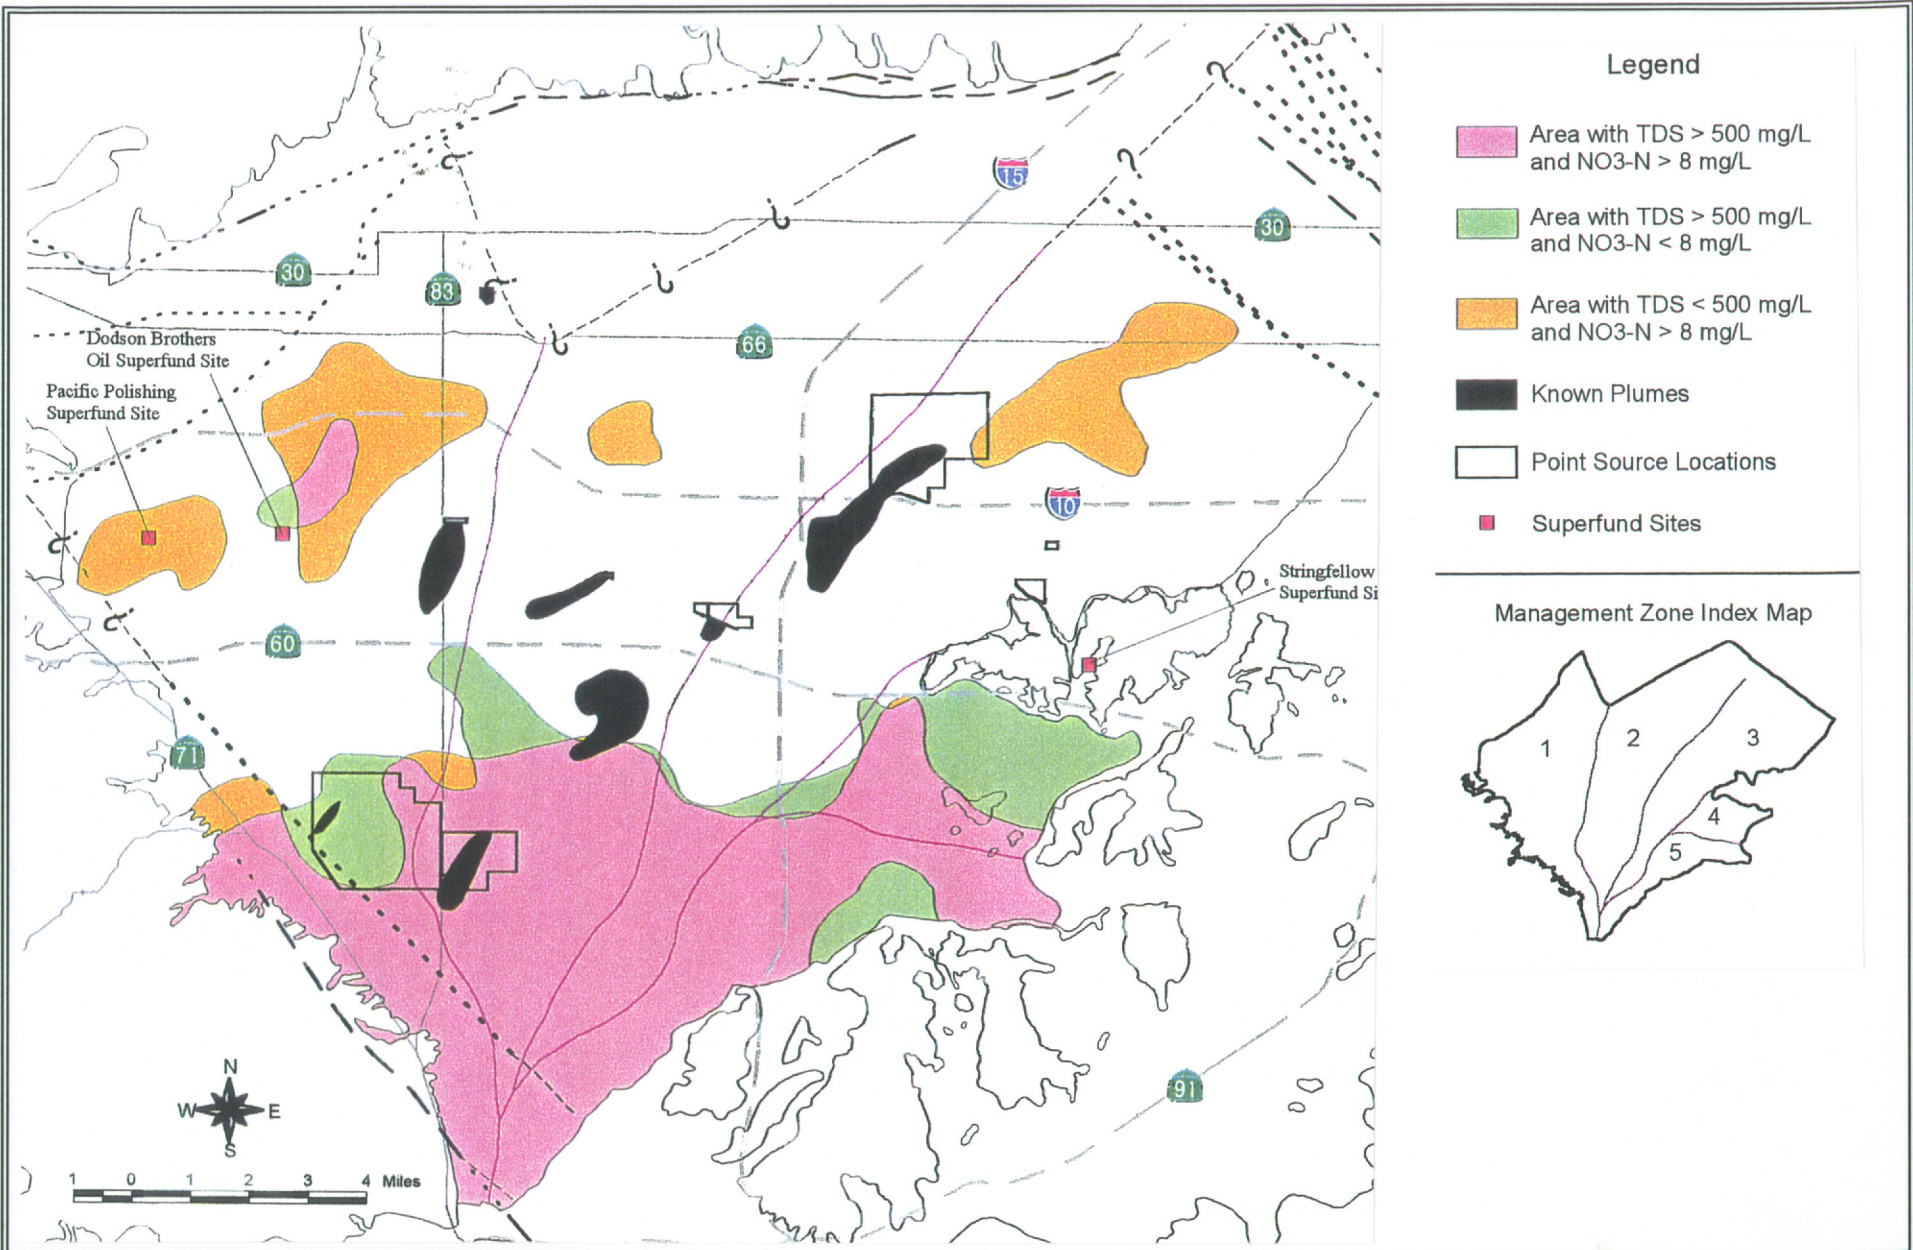 Legend
Area with TDS > 500 mg/L
and NO3-N > 8 mg/L
Area with TDS > 500 mg/L
and NO3-N < 8 mg/L
Area with TDS < 500 mg/L
and NO3-N > 8 mg/L
Known Plumes
Point Source Locations
Superfund Sites
Management Zone Index Map
1
2
3
4
5
15
30
30
83
66
Dodson Brothers
Oil Superfund Site
Pacific Polishing
Superfund Site
10
Stringfellow
Superfund Si
60
71
91
N
W
E
S
1 0 1 2 3 4 Miles
?
?
?
?
?
?
?
?
?